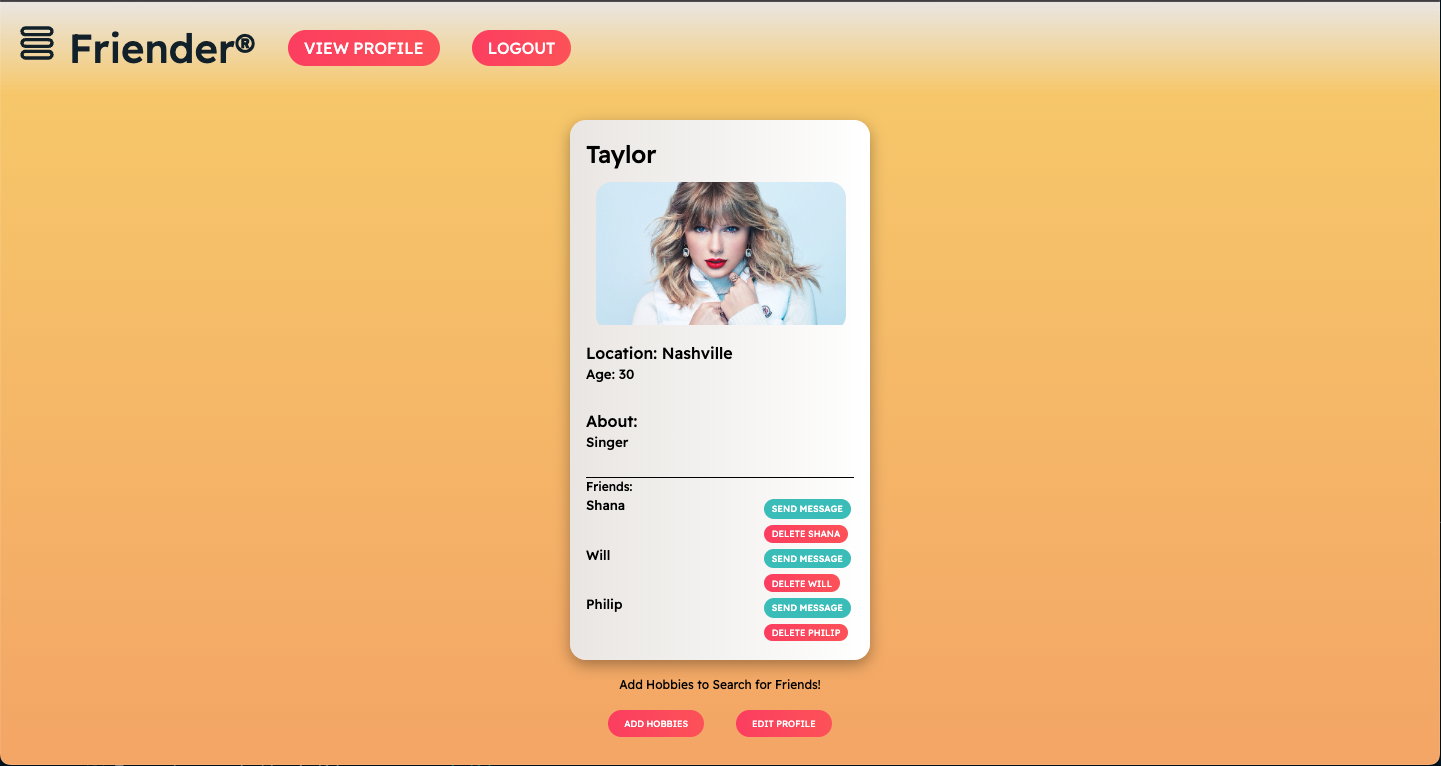 Friender®
VIEW PROFILE
LOGOUT
Taylor
Location: Nashville
Age: 30
About:
Singer
Friends:
Shana
SEND MESSAGE
DELETE SHANA
Will
SEND MESSAGE
DELETE WILL
Philip
SEND MESSAGE
DELETE PHILIP
Add Hobbies to Search for Friends!
ADD HOBBIES
EDIT PROFILE